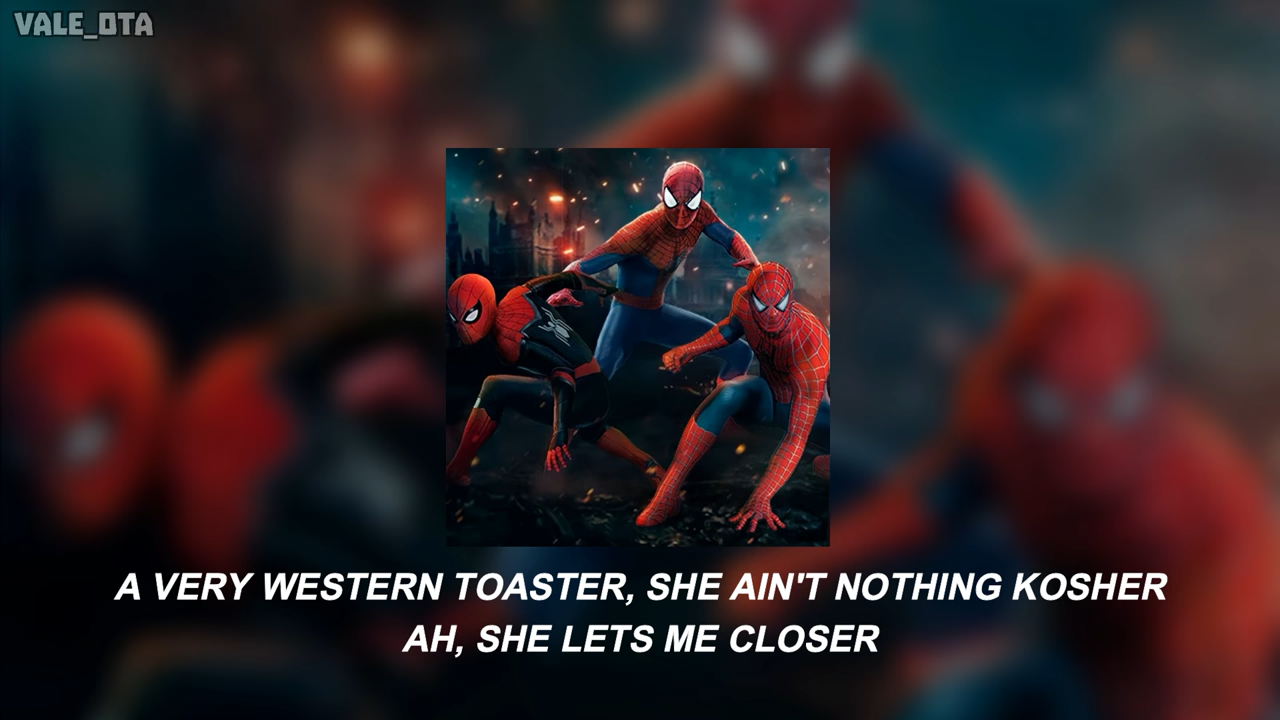 VALE_OTA
A VERY WESTERN TOASTER, SHE AIN'T NOTHING KOSHER
AH, SHE LETS ME CLOSER